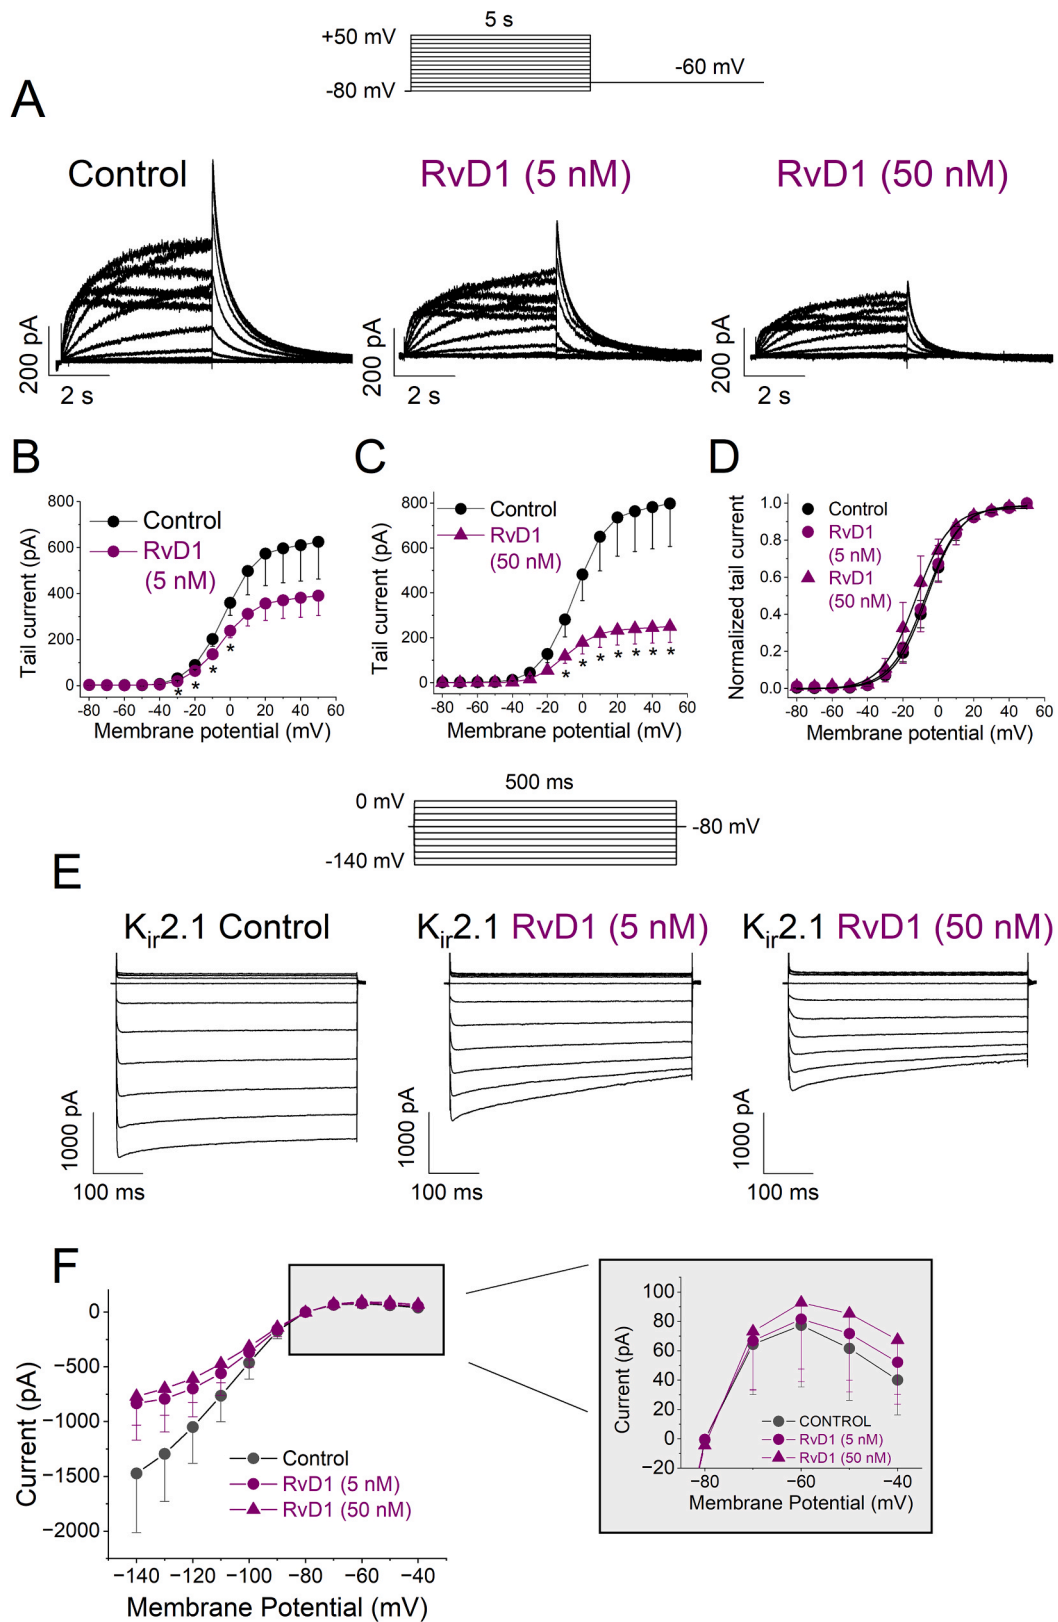 5 s
+50 mV
-60 mV
-80 mV
A
Control
RvD1 (5 nM)
RvD1 (50 nM)
200 pA
2 s
200 pA
2 s
200 pA
2 s
B
Tail current (pA)
800
600
400
200
0
Control
RvD1
(5 nM)
*
*
*
*
-80 -60 -40 -20 0 20 40 60
Membrane potential (mV)
C
Tail current (pA)
800
600
400
200
0
Control
RvD1
(50 nM)
* * * * * * *
-80 -60 -40 -20 0 20 40 60
Membrane potential (mV)
D
Normalized tail current
1.0
0.8
0.6
0.4
0.2
0.0
Control
RvD1
(5 nM)
RvD1
(50 nM)
-80 -60 -40 -20 0 20 40 60
Membrane potential (mV)
500 ms
0 mV
-80 mV
-140 mV
E
Kir2.1 Control
Kir2.1 RvD1 (5 nM)
Kir2.1 RvD1 (50 nM)
1000 pA
100 ms
1000 pA
100 ms
1000 pA
100 ms
F
Current (pA)
0
−500
−1000
−1500
−2000
Control
RvD1 (5 nM)
RvD1 (50 nM)
−140 −120 −100 −80 −60 −40
Membrane Potential (mV)
Current (pA)
100
80
60
40
20
0
−20
CONTROL
RvD1 (5 nM)
RvD1 (50 nM)
−80 −60 −40
Membrane Potential (mV)